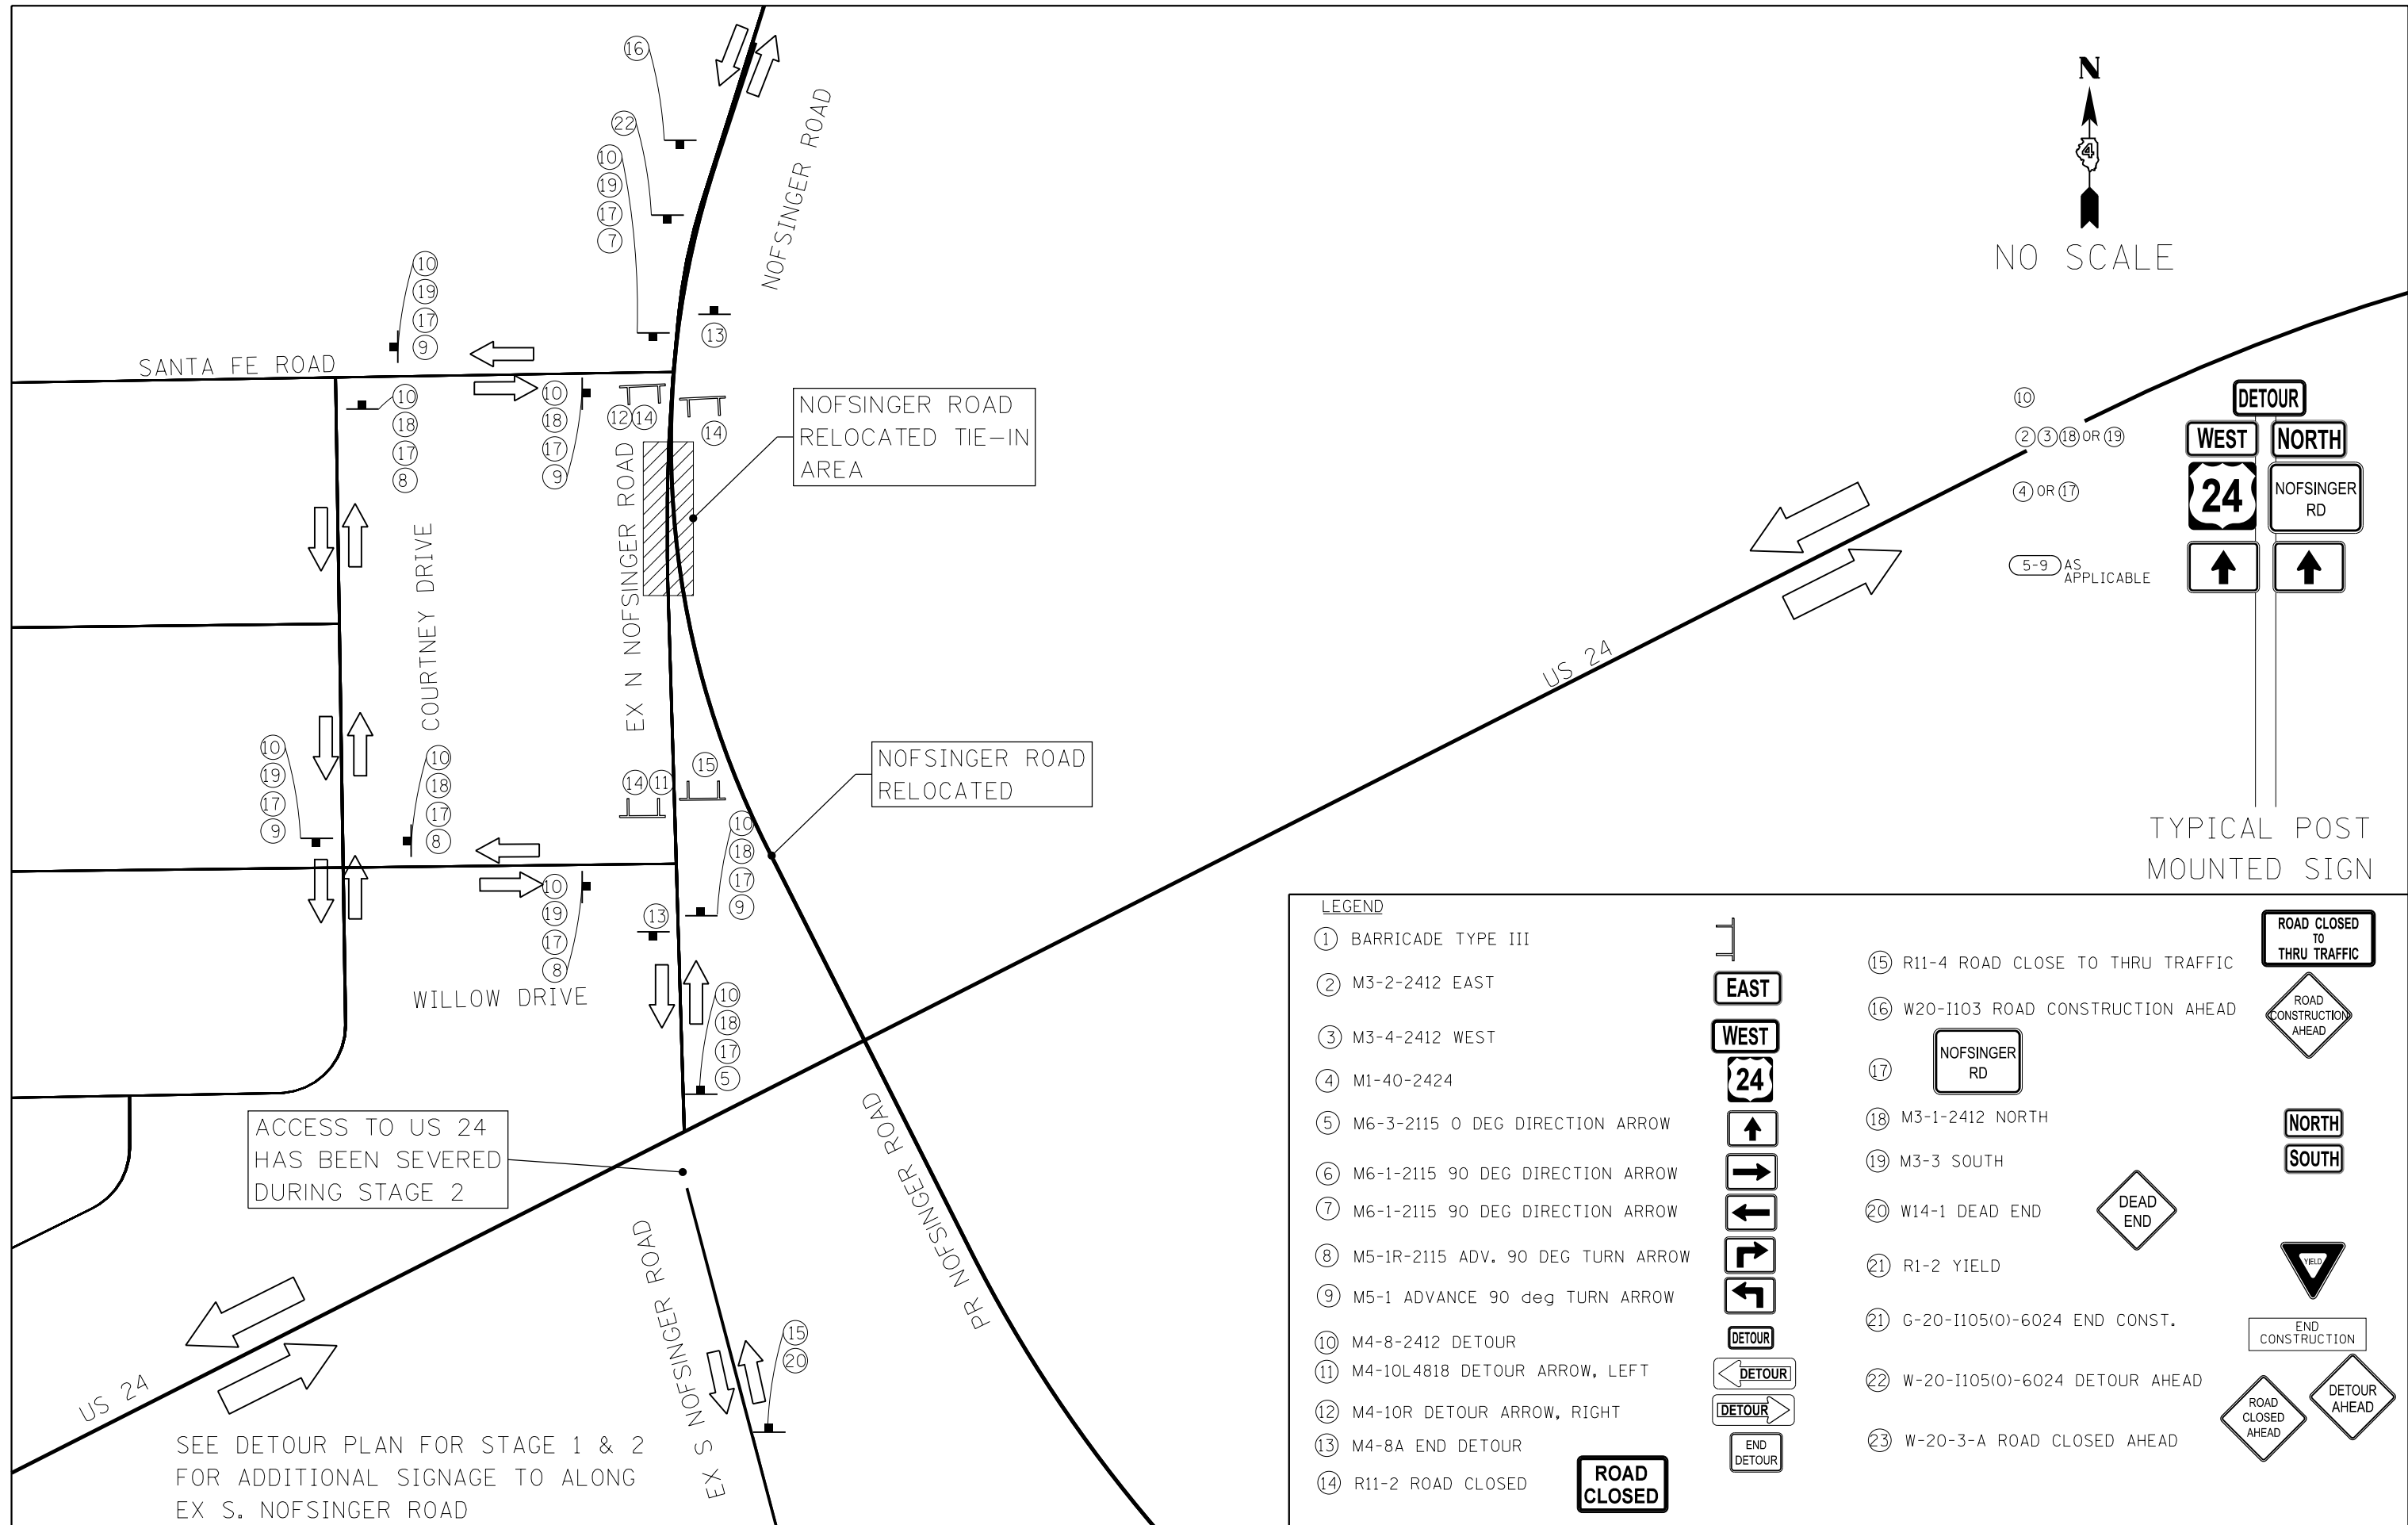 16
22
10
19
17
7
NOFSINGER ROAD
13
N
4
NO SCALE
10
19
17
9
SANTA FE ROAD
10
18
17
8
10
18
17
9
12 14
14
EX N NOFSINGER ROAD
COURTNEY DRIVE
NOFSINGER ROAD
RELOCATED TIE-IN
AREA
10
2 3 18 OR 19
4 OR 17
5-9 AS
APPLICABLE
DETOUR
WEST NORTH
24
NOFSINGER
RD
TYPICAL POST
MOUNTED SIGN
US 24
NOFSINGER ROAD
RELOCATED
14 11
15
10
18
17
9
10
19
17
9
10
18
17
8
10
19
17
8
13
WILLOW DRIVE
10
18
17
5
ACCESS TO US 24
HAS BEEN SEVERED
DURING STAGE 2
EX S NOFSINGER ROAD
PR NOFSINGER ROAD
15
20
US 24
SEE DETOUR PLAN FOR STAGE 1 & 2
FOR ADDITIONAL SIGNAGE TO ALONG
EX S. NOFSINGER ROAD
LEGEND
1 BARRICADE TYPE III
2 M3-2-2412 EAST
EAST
3 M3-4-2412 WEST
WEST
4 M1-40-2424
24
5 M6-3-2115 0 DEG DIRECTION ARROW
6 M6-1-2115 90 DEG DIRECTION ARROW
7 M6-1-2115 90 DEG DIRECTION ARROW
8 M5-1R-2115 ADV. 90 DEG TURN ARROW
9 M5-1 ADVANCE 90 deg TURN ARROW
10 M4-8-2412 DETOUR
DETOUR
11 M4-10L4818 DETOUR ARROW, LEFT
DETOUR
12 M4-10R DETOUR ARROW, RIGHT
DETOUR
13 M4-8A END DETOUR
END
DETOUR
14 R11-2 ROAD CLOSED
ROAD
CLOSED
15 R11-4 ROAD CLOSE TO THRU TRAFFIC
ROAD CLOSED
TO
THRU TRAFFIC
16 W20-I103 ROAD CONSTRUCTION AHEAD
ROAD
CONSTRUCTION
AHEAD
17
NOFSINGER
RD
18 M3-1-2412 NORTH
NORTH
19 M3-3 SOUTH
SOUTH
20 W14-1 DEAD END
DEAD
END
21 R1-2 YIELD
YIELD
21 G-20-I105(O)-6024 END CONST.
END
CONSTRUCTION
22 W-20-I105(O)-6024 DETOUR AHEAD
DETOUR
AHEAD
23 W-20-3-A ROAD CLOSED AHEAD
ROAD
CLOSED
AHEAD